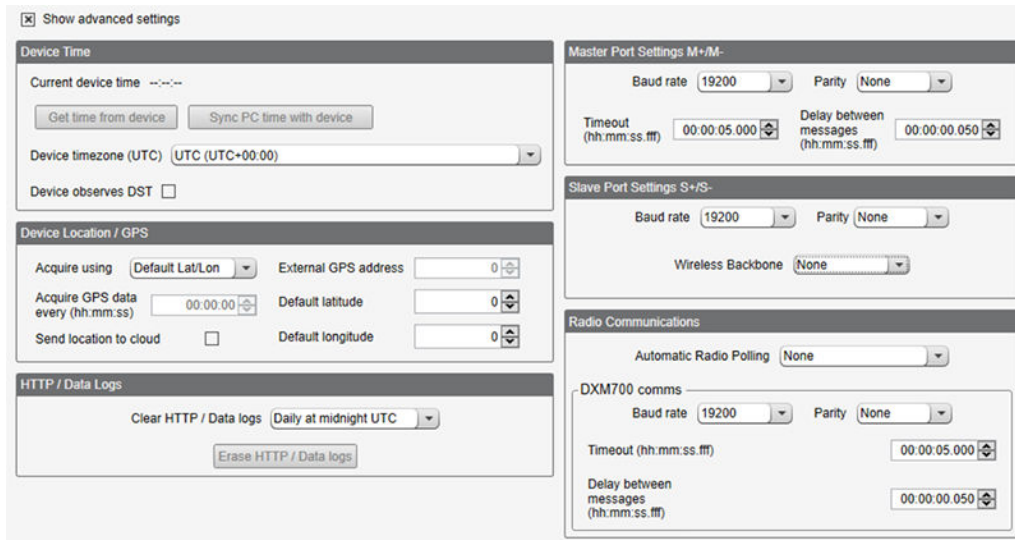 Show advanced settings
Device Time
Current device time --:--:--
Get time from device Sync PC time with device
Device timezone (UTC) UTC (UTC+00:00)
Device observes DST
Device Location / GPS
Acquire using Default Lat/Lon External GPS address 0
Acquire GPS data
every (hh:mm:ss) 00:00:00 Default latitude 0
Send location to cloud Default longitude 0
HTTP / Data Logs
Clear HTTP / Data logs Daily at midnight UTC
Erase HTTP / Data logs
Master Port Settings M+/M-
Baud rate 19200 Parity None
Timeout
(hh:mm:ss.fff) 00:00:05.000
Delay between
messages
(hh:mm:ss.fff) 00:00:00.050
Slave Port Settings S+/S-
Baud rate 19200 Parity None
Wireless Backbone None
Radio Communications
Automatic Radio Polling None
DXM700 comms
Baud rate 19200 Parity None
Timeout (hh:mm:ss.fff) 00:00:05.000
Delay between
messages
(hh:mm:ss.fff) 00:00:00.050